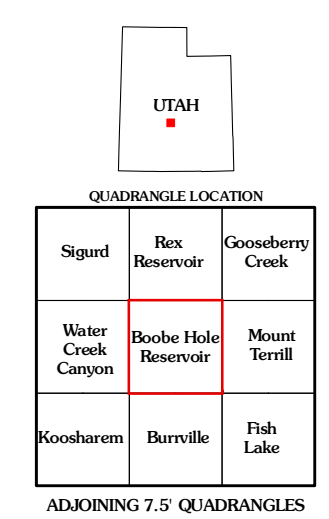 UTAH
QUADRANGLE LOCATION
Sigurd
Rex
Reservoir
Gooseberry
Creek
Water
Creek
Canyon
Boobe Hole
Reservoir
Mount
Terrill
Koosharem
Burrville
Fish
Lake
ADJOINING 7.5' QUADRANGLES